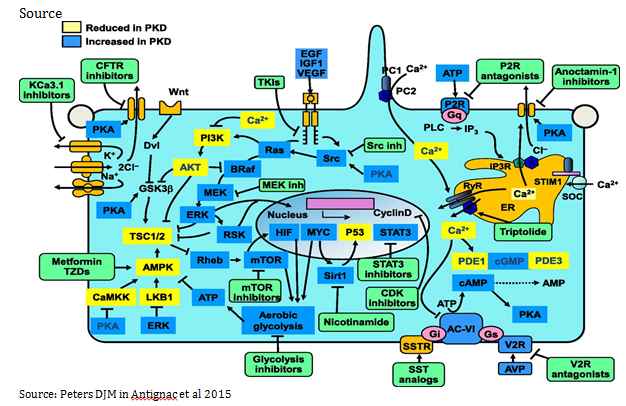 Source
Reduced in PKD
Increased in PKD
CFTR
inhibitors
KCa3.1
inhibitors
Wnt
TKIs
EGF
IGF1
VEGF
PC1
Ca²⁺
PC2
ATP
P2R
antagonists
Anoctamin-1
inhibitors
P2R
Gq
PKA
PLC
IP₃
PKA
Cl⁻
Dvl
PI3K
Ca²⁺
Ras
Src inh
Src
PKA
Ca²⁺
IP3R
STIM1
Ca²⁺
SOC
K⁺
2Cl⁻
Na⁺
AKT
BRaf
GSK3β
MEK
MEK inh
RyR
Ca²⁺
ER
PKA
ERK
RSK
Nucleus
CyclinD
HIF
MYC
P53
STAT3
Ca²⁺
Triptolide
TSC1/2
Rheb
mTOR
Sirt1
STAT3
inhibitors
PDE1
cGMP
PDE3
Metformin
TZDs
AMPK
mTOR
inhibitors
CDK
inhibitors
cAMP
AMP
CaMKK
LKB1
ATP
Aerobic
glycolysis
Nicotinamide
ATP
PKA
PKA
ERK
Gi
AC-VI
Gs
Glycolysis
inhibitors
SSTR
V2R
SST
analogs
AVP
V2R
antagonists
Source: Peters DJM in Antignac et al 2015